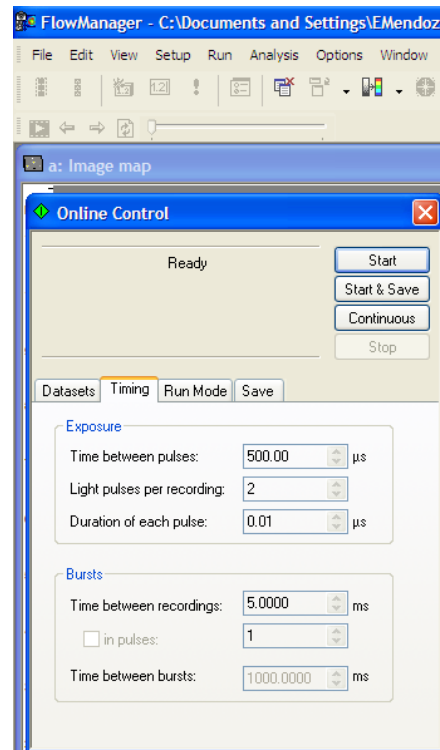 FlowManager - C:\Documents and Settings\EMendoz
File Edit View Setup Run Analysis Options Window
1.2
a: Image map
Online Control
Ready
Start
Start & Save
Continuous
Stop
Datasets Timing Run Mode Save
Exposure
Time between pulses: 500.00 µs
Light pulses per recording: 2
Duration of each pulse: 0.01 µs
Bursts
Time between recordings: 5.0000 ms
in pulses: 1
Time between bursts: 1000.0000 ms